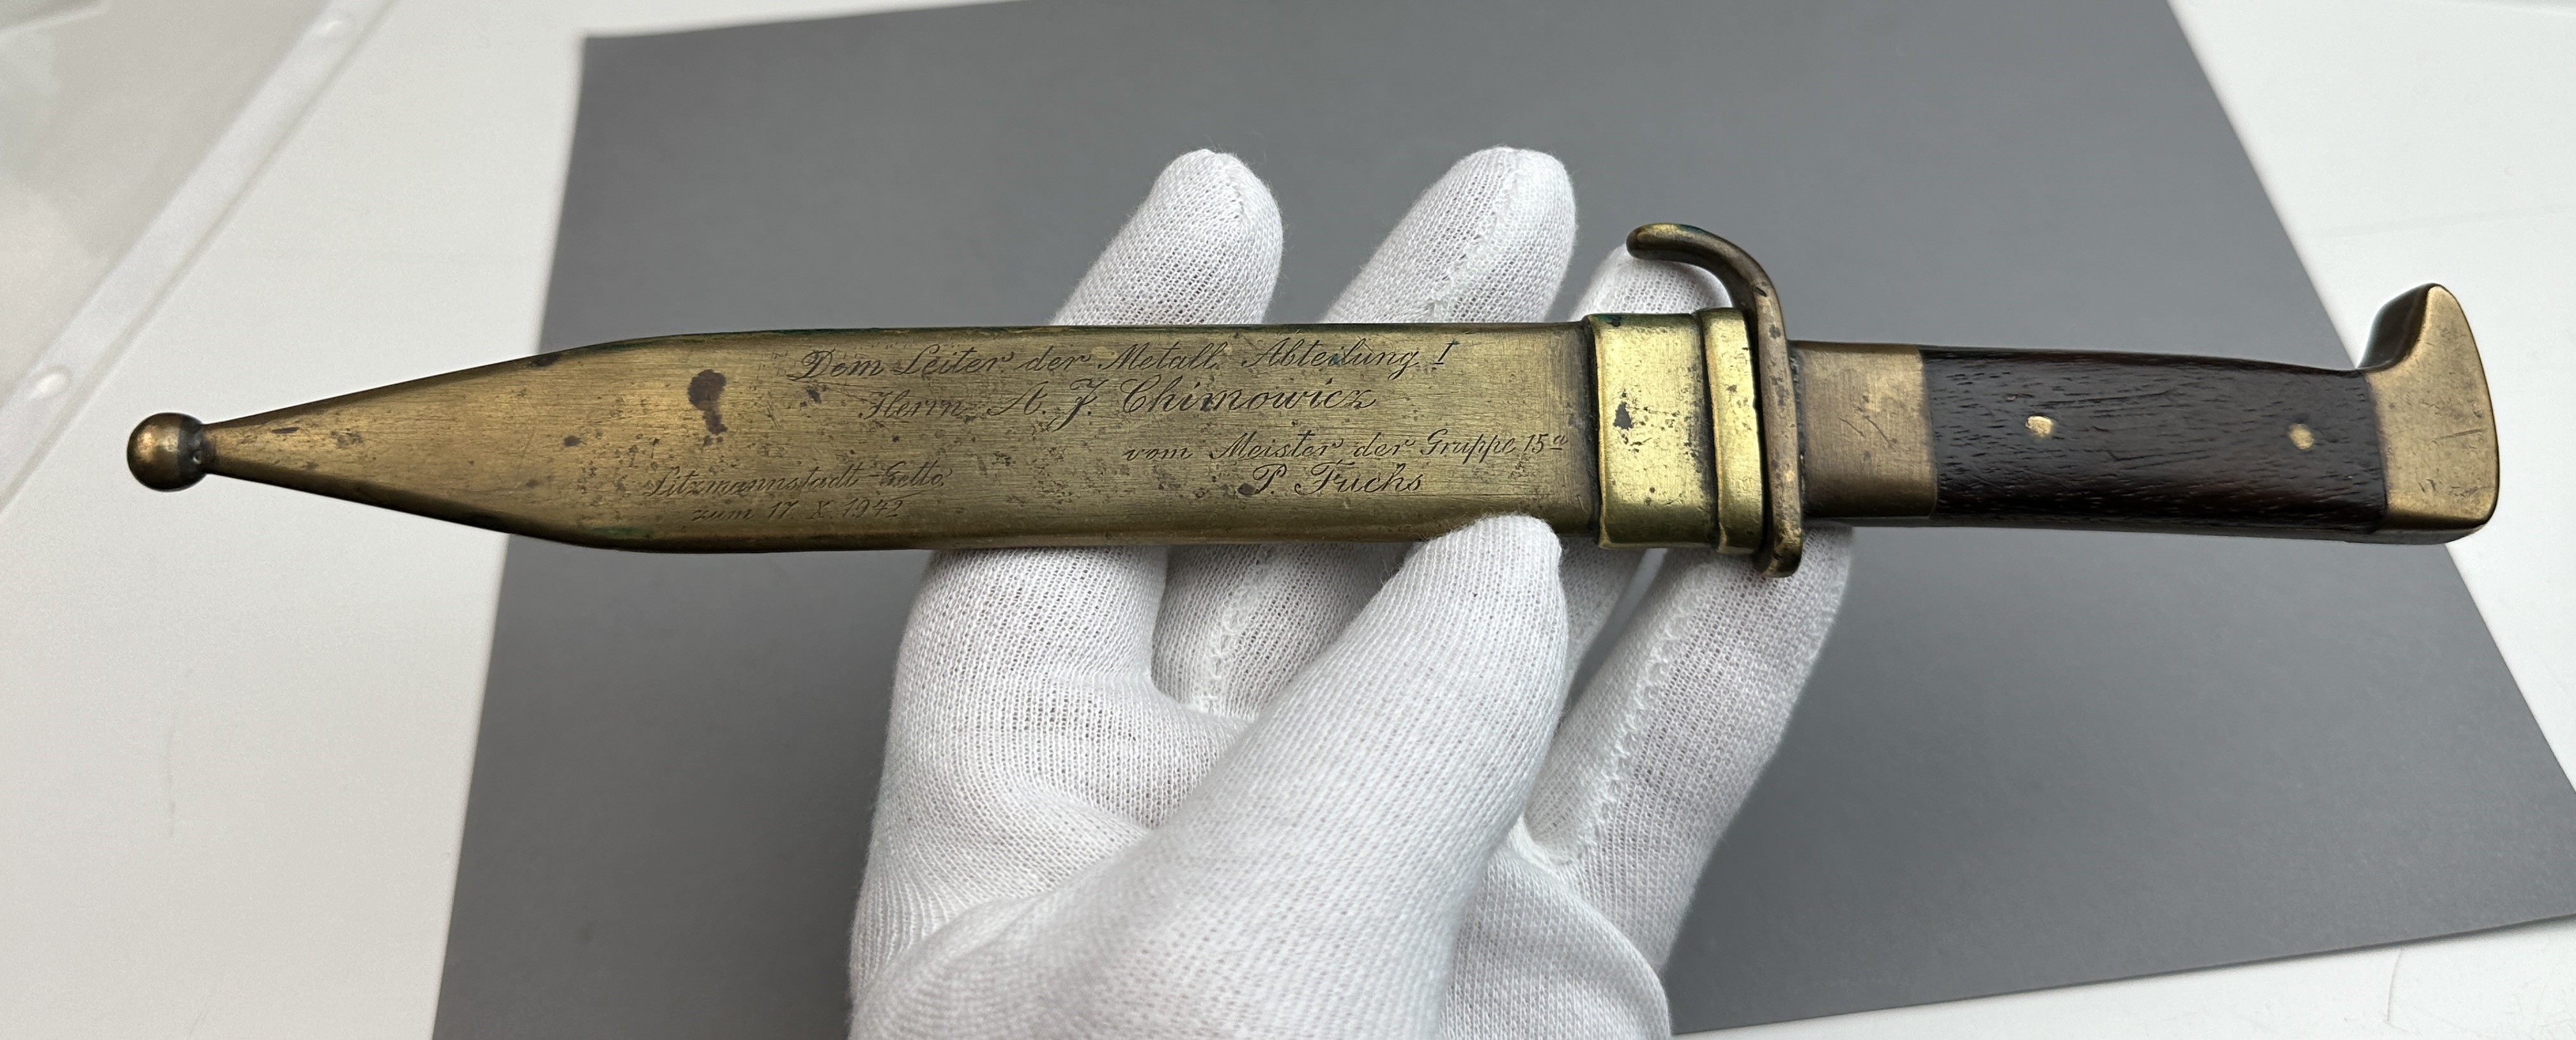 Dem Leiter der Metall. Abteilung I
Herrn A. J. Chimowicz
vom Meister der Gruppe 15a
P. Fuchs
Litzmannstadt Getto
zum 17 X 1942